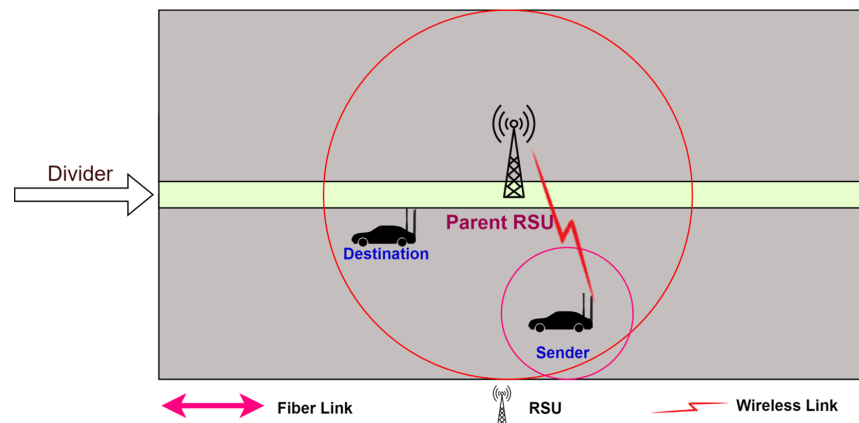 Divider
Parent RSU
Destination
Sender
Fiber Link
RSU
Wireless Link